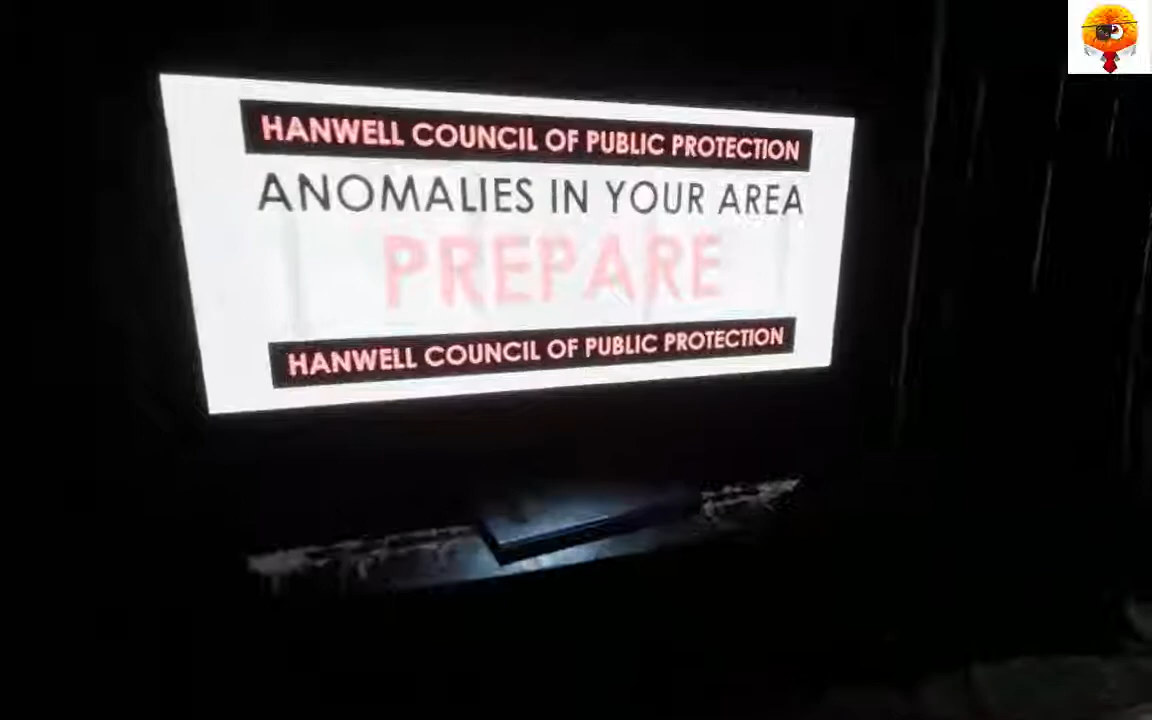 HANWELL COUNCIL OF PUBLIC PROTECTION
ANOMALIES IN YOUR AREA
PREPARE
HANWELL COUNCIL OF PUBLIC PROTECTION